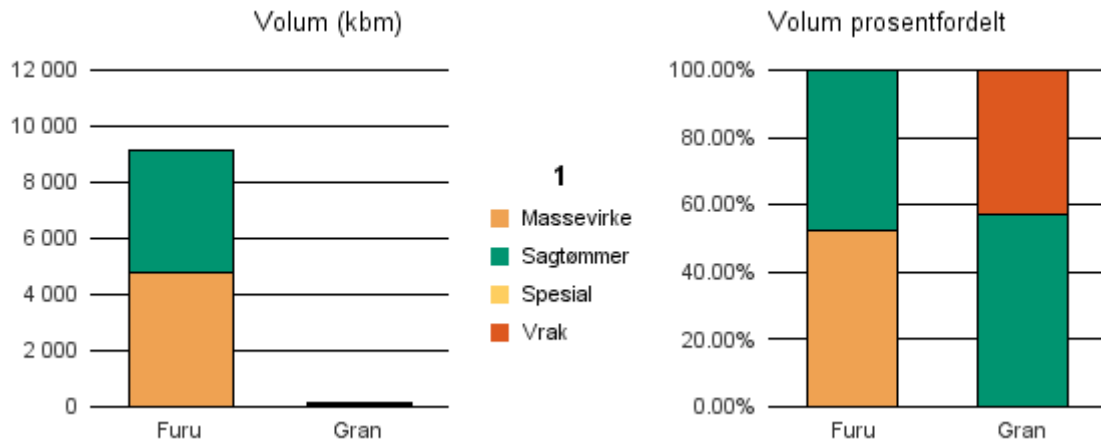 Volum (kbm)
12 000
10 000
8 000
6 000
4 000
2 000
0
Furu Gran
1
Massevirke
Sagtømmer
Spesial
Vrak
Volum prosentfordelt
100.00%
80.00%
60.00%
40.00%
20.00%
0.00%
Furu Gran